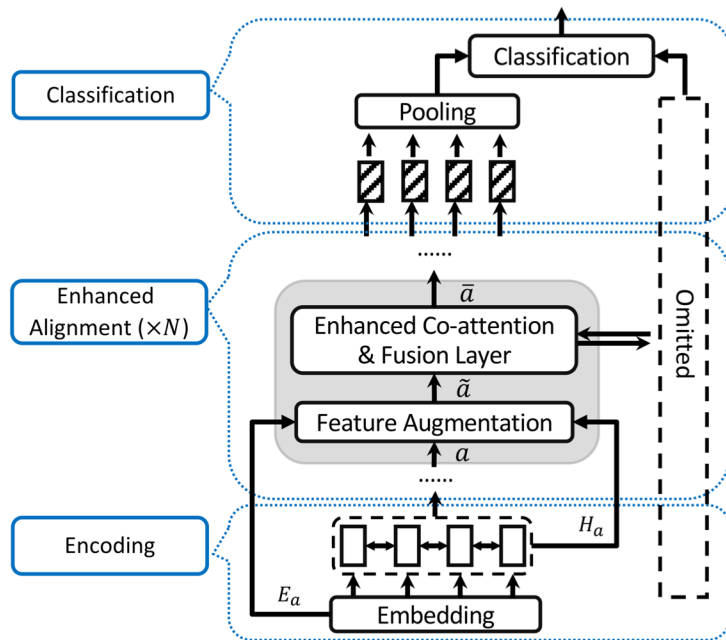 Classification
Classification
Pooling
......
Enhanced
Alignment (×N)
ā
Enhanced Co-attention
& Fusion Layer
ã
Feature Augmentation
a
......
Omitted
Encoding
H_a
E_a
Embedding